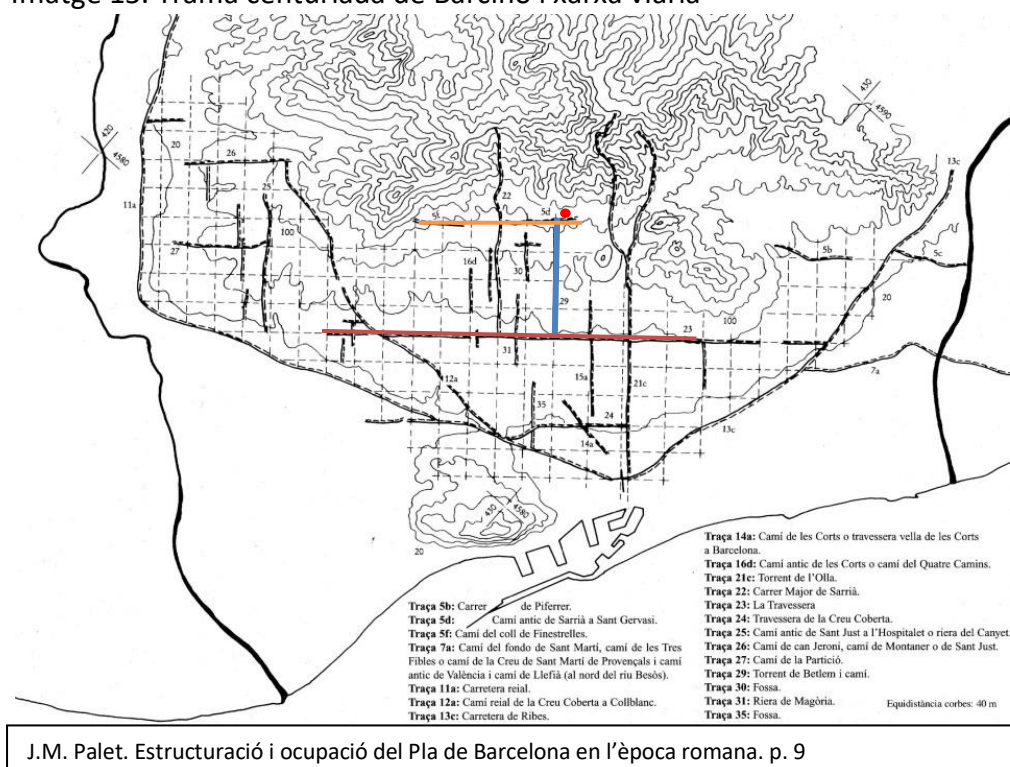 Imatge 15. Trama centuriada de Barcino i xarxa viària
430
4590
420
4580
20
26
13c
22
25
11a
5f
5d
100
16d
5b
5c
27
30
20
29
23
100
31
7a
12a
15a
21c
35
24
13c
14a
430
4580
20
Traça 5b: Carrer de Piferrer.
Traça 5d: Camí antic de Sarrià a Sant Gervasi.
Traça 5f: Camí del coll de Finestrelles.
Traça 7a: Camí del fondo de Sant Martí, camí de les Tres
Fibles o camí de la Creu de Sant Martí de Provençals i camí
antic de València i camí de Llefià (al nord del riu Besòs).
Traça 11a: Carretera reial.
Traça 12a: Camí reial de la Creu Coberta a Collblanc.
Traça 13c: Carretera de Ribes.
Traça 14a: Camí de les Corts o travessera vella de les Corts
a Barcelona.
Traça 16d: Camí antic de les Corts o camí del Quatre Camins.
Traça 21c: Torrent de l'Olla.
Traça 22: Carrer Major de Sarrià.
Traça 23: La Travessera
Traça 24: Travessera de la Creu Coberta.
Traça 25: Camí antic de Sant Just a l'Hospitalet o riera del Canyet.
Traça 26: Camí de can Jeroni, camí de Montaner o de Sant Just.
Traça 27: Camí de la Partició.
Traça 29: Torrent de Betlem i camí.
Traça 30: Fossa.
Traça 31: Riera de Magòria.
Traça 35: Fossa.
Equidistància corbes: 40 m
J.M. Palet. Estructuració i ocupació del Pla de Barcelona en l'època romana. p. 9